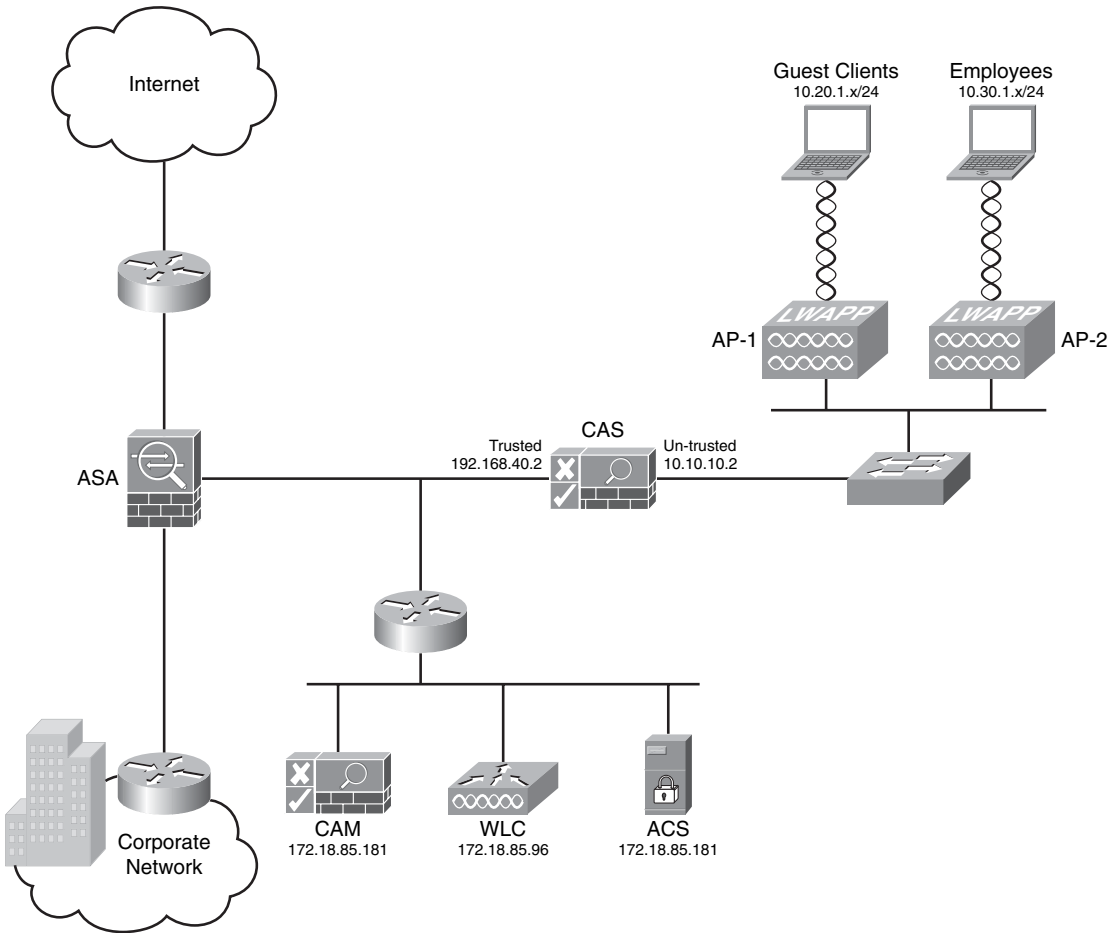 Internet
Guest Clients
10.20.1.x/24
Employees
10.30.1.x/24
LWAPP
LWAPP
AP-1
AP-2
CAS
Trusted
192.168.40.2
Un-trusted
10.10.10.2
ASA
CAM
172.18.85.181
WLC
172.18.85.96
ACS
172.18.85.181
Corporate
Network